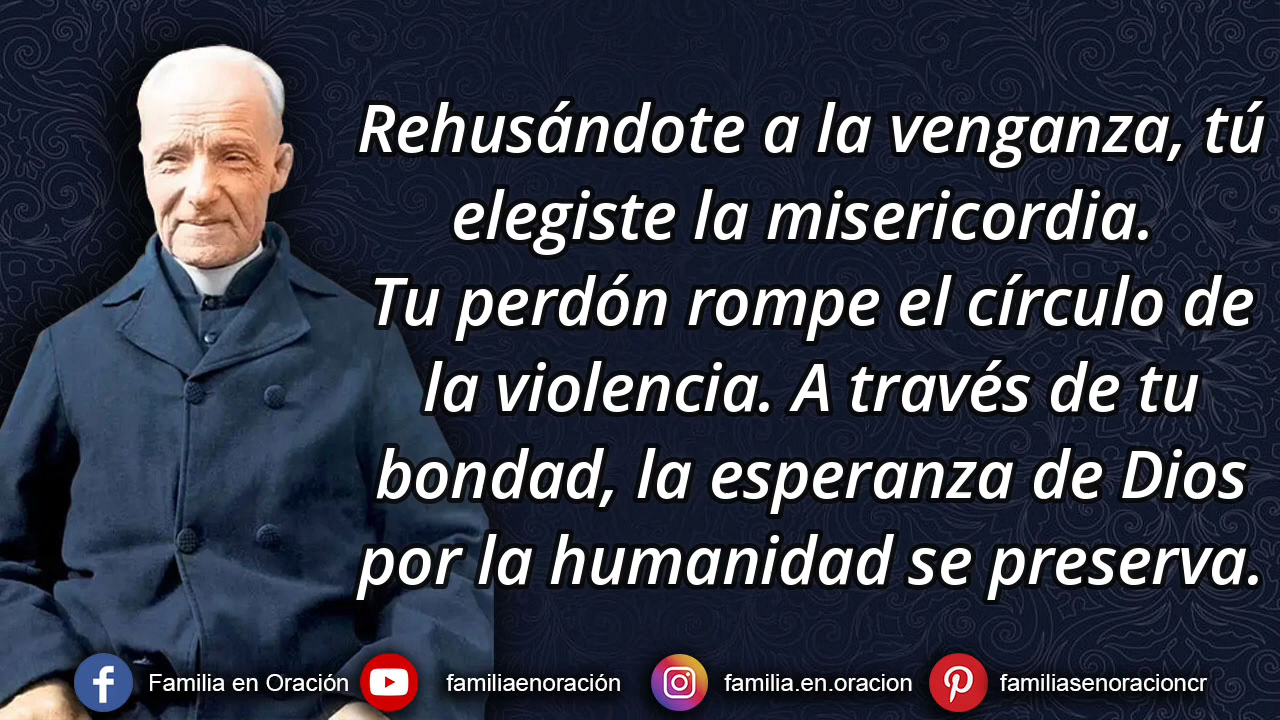 Rehusándote a la venganza, tú
elegiste la misericordia.
Tu perdón rompe el círculo de
la violencia. A través de tu
bondad, la esperanza de Dios
por la humanidad se preserva.
Familia en Oración
familiaenoración
familia.en.oracion
familiasenoracioncr